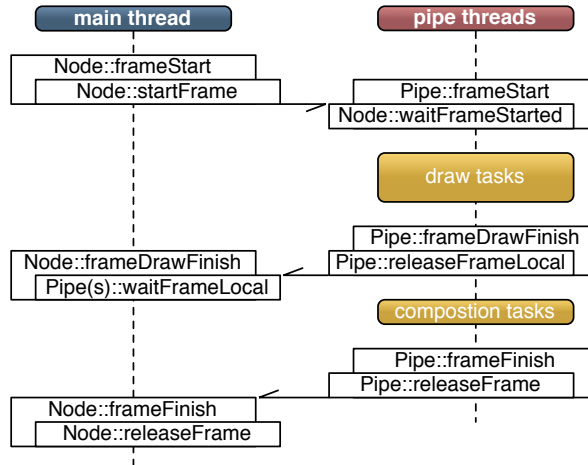 main thread
pipe threads
Node::frameStart
Node::startFrame
Pipe::frameStart
Node::waitFrameStarted
draw tasks
Pipe::frameDrawFinish
Node::frameDrawFinish
Pipe::releaseFrameLocal
Pipe(s)::waitFrameLocal
compostion tasks
Pipe::frameFinish
Pipe::releaseFrame
Node::frameFinish
Node::releaseFrame